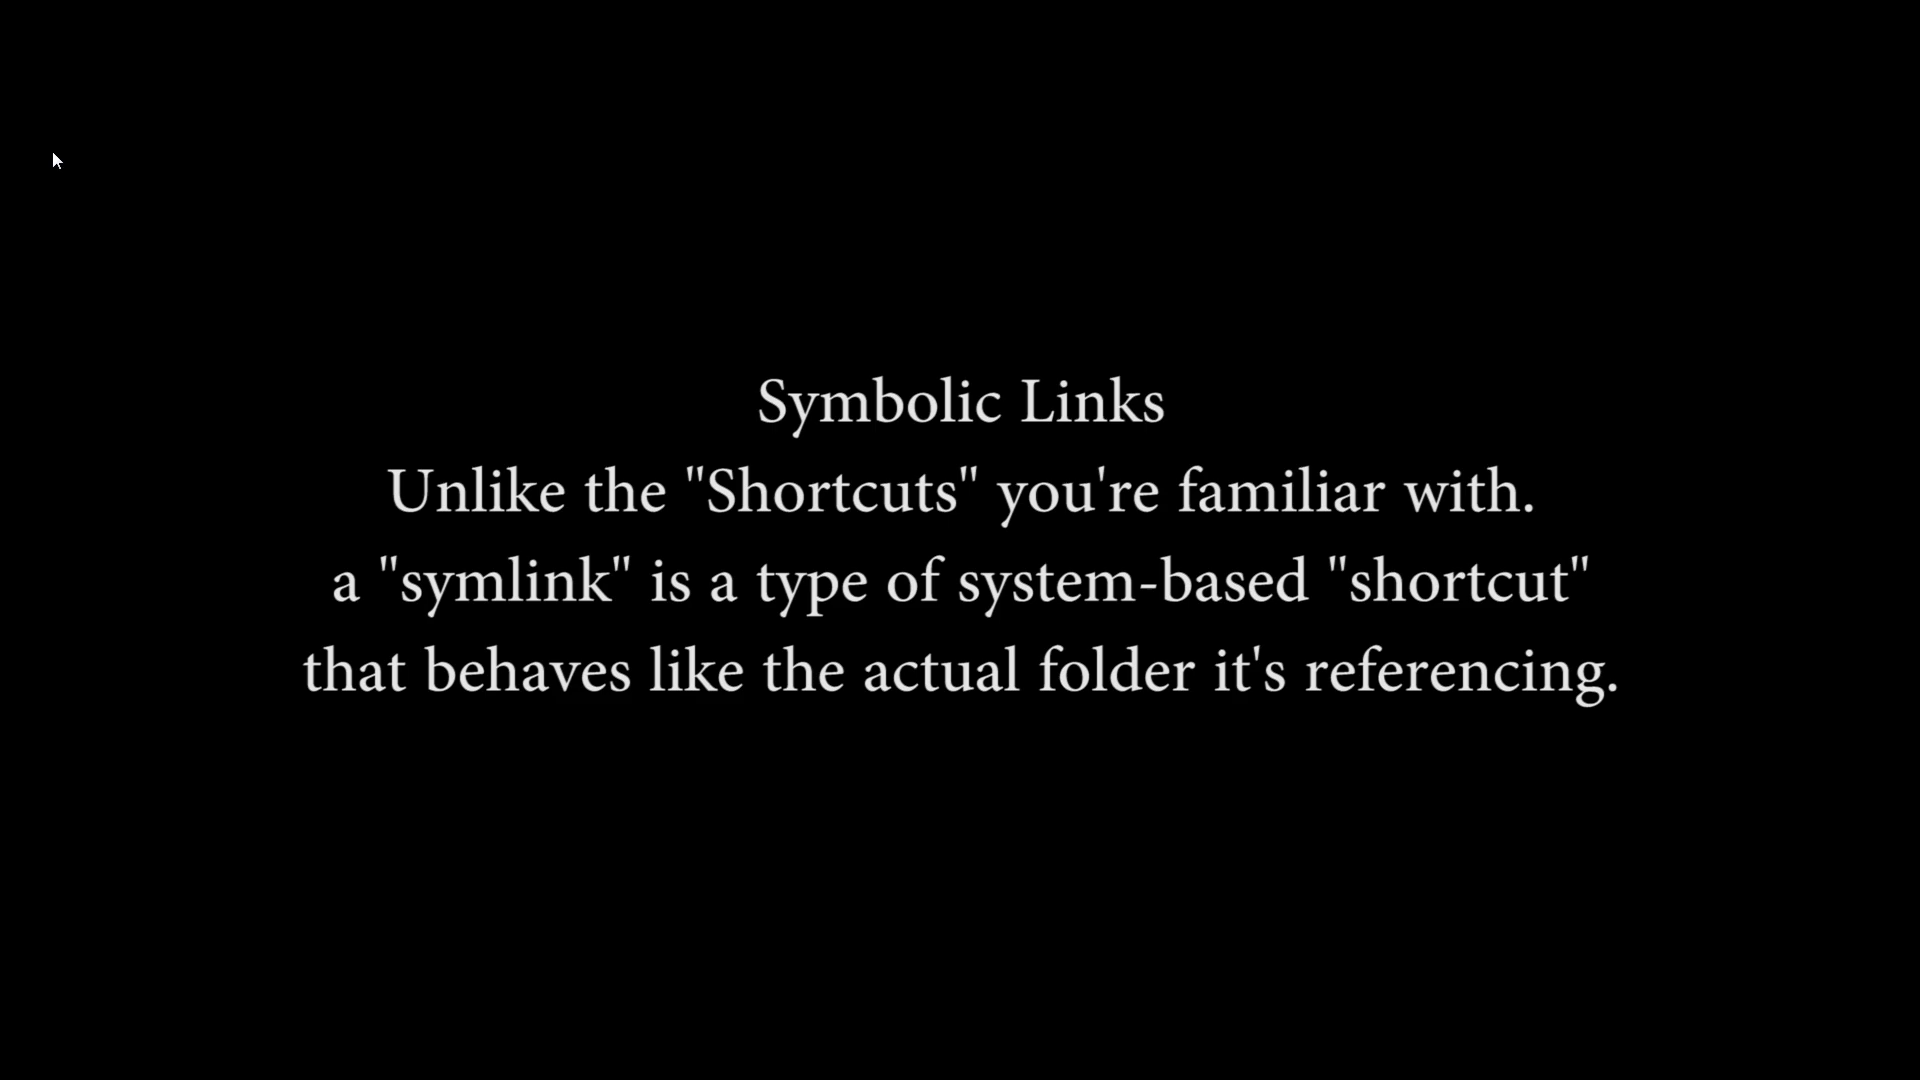 Symbolic Links
Unlike the "Shortcuts" you're familiar with.
a "symlink" is a type of system-based "shortcut"
that behaves like the actual folder it's referencing.